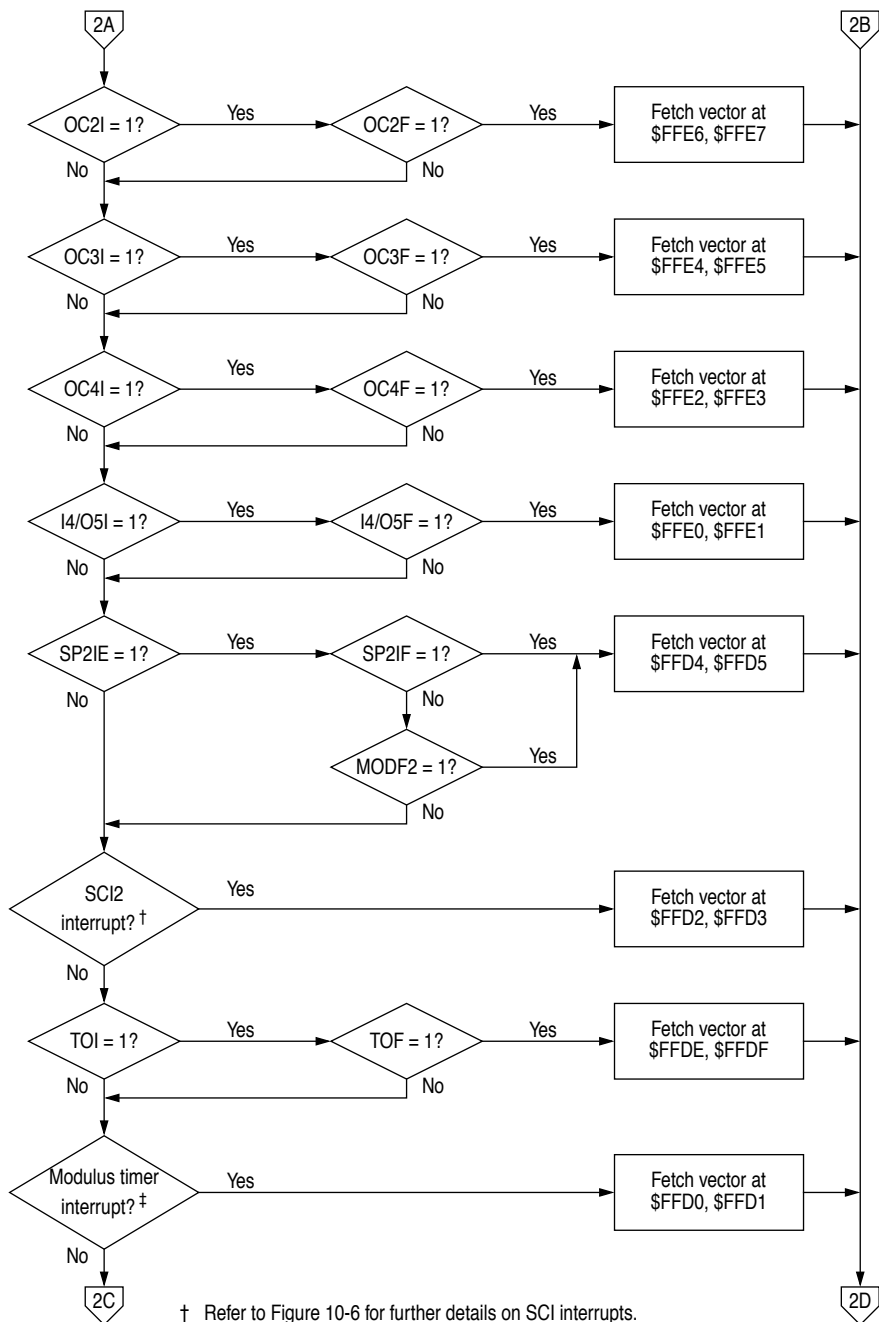 2A
2B
OC2I = 1?
Yes
OC2F = 1?
Yes
Fetch vector at
$FFE6, $FFE7
No
No
OC3I = 1?
Yes
OC3F = 1?
Yes
Fetch vector at
$FFE4, $FFE5
No
No
OC4I = 1?
Yes
OC4F = 1?
Yes
Fetch vector at
$FFE2, $FFE3
No
No
I4/O5I = 1?
Yes
I4/O5F = 1?
Yes
Fetch vector at
$FFE0, $FFE1
No
No
SP2IE = 1?
Yes
SP2IF = 1?
Yes
Fetch vector at
$FFD4, $FFD5
No
No
MODF2 = 1?
Yes
No
SCI2
interrupt? †
Yes
Fetch vector at
$FFD2, $FFD3
No
TOI = 1?
Yes
TOF = 1?
Yes
Fetch vector at
$FFDE, $FFDF
No
No
Modulus timer
interrupt? ‡
Yes
Fetch vector at
$FFD0, $FFD1
No
2C
2D
† Refer to Figure 10-6 for further details on SCI interrupts.